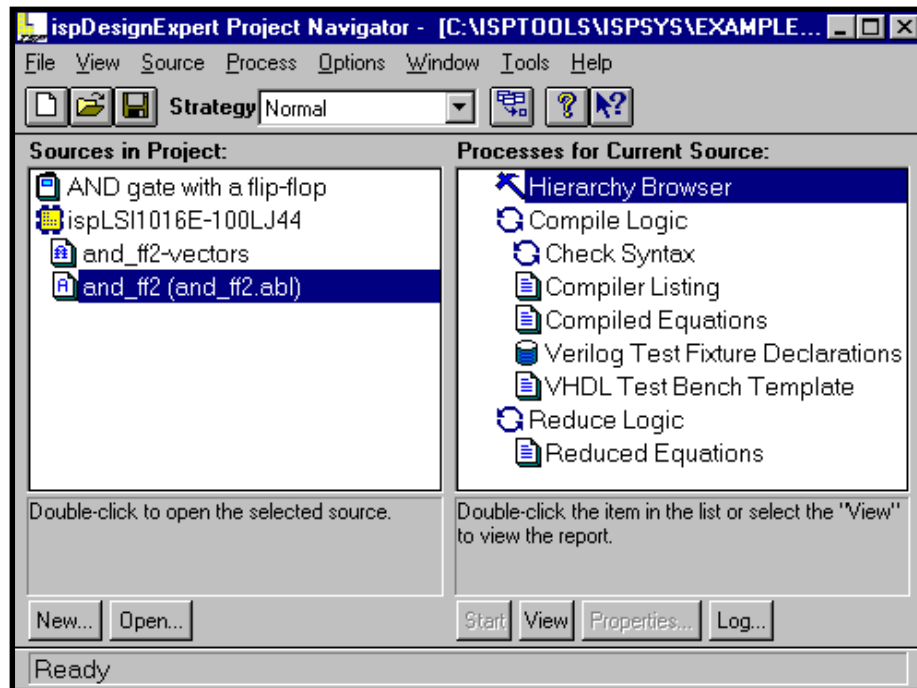 ispDesignExpert Project Navigator - [C:\ISPTOOLS\ISPSYS\EXAMPLE...
File View Source Process Options Window Tools Help
Strategy Normal
Sources in Project:
AND gate with a flip-flop
ispLSI1016E-100LJ44
and_ff2-vectors
and_ff2 (and_ff2.abl)
Double-click to open the selected source.
New... Open...
Processes for Current Source:
Hierarchy Browser
Compile Logic
Check Syntax
Compiler Listing
Compiled Equations
Verilog Test Fixture Declarations
VHDL Test Bench Template
Reduce Logic
Reduced Equations
Double-click the item in the list or select the "View"
to view the report.
Start View Properties... Log...
Ready